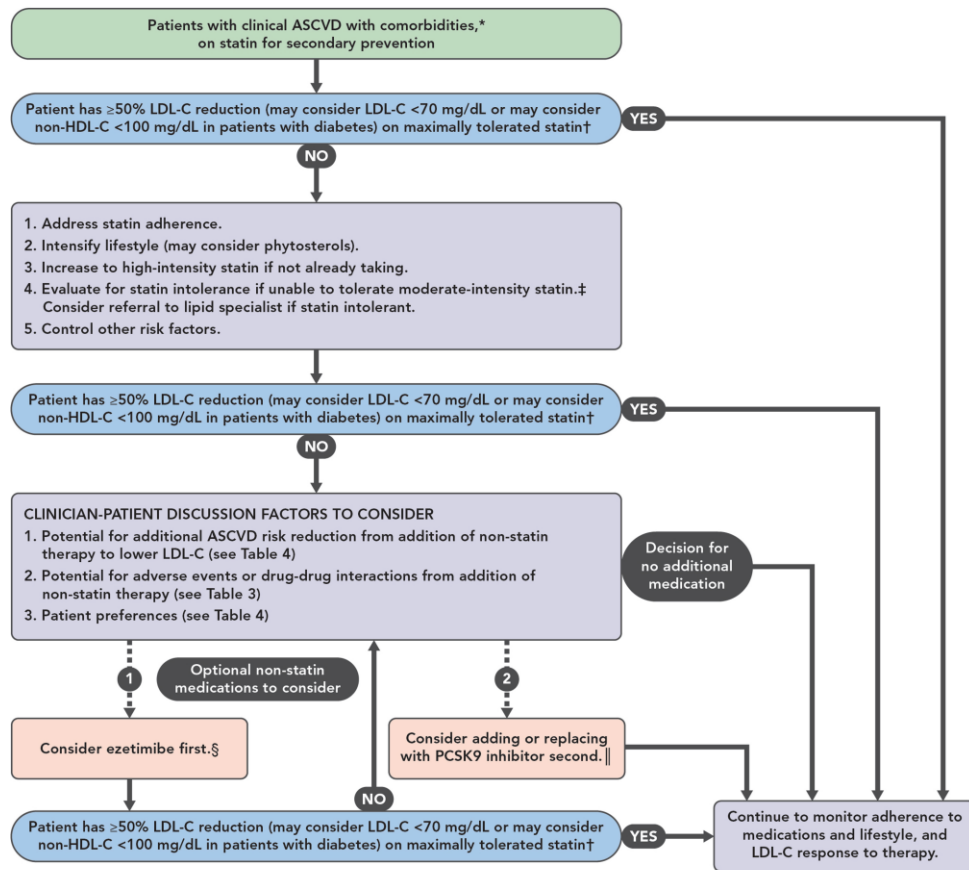 Patients with clinical ASCVD with comorbidities,*
on statin for secondary prevention
Patient has ≥50% LDL-C reduction (may consider LDL-C <70 mg/dL or may consider
non-HDL-C <100 mg/dL in patients with diabetes) on maximally tolerated statin†
YES
NO
1. Address statin adherence.
2. Intensify lifestyle (may consider phytosterols).
3. Increase to high-intensity statin if not already taking.
4. Evaluate for statin intolerance if unable to tolerate moderate-intensity statin.‡
Consider referral to lipid specialist if statin intolerant.
5. Control other risk factors.
Patient has ≥50% LDL-C reduction (may consider LDL-C <70 mg/dL or may consider
non-HDL-C <100 mg/dL in patients with diabetes) on maximally tolerated statin†
YES
NO
CLINICIAN-PATIENT DISCUSSION FACTORS TO CONSIDER
1. Potential for additional ASCVD risk reduction from addition of non-statin
therapy to lower LDL-C (see Table 4)
2. Potential for adverse events or drug-drug interactions from addition of
non-statin therapy (see Table 3)
3. Patient preferences (see Table 4)
Decision for
no additional
medication
1
Optional non-statin
medications to consider
2
Consider ezetimibe first.§
Consider adding or replacing
with PCSK9 inhibitor second.‖
NO
Patient has ≥50% LDL-C reduction (may consider LDL-C <70 mg/dL or may consider
non-HDL-C <100 mg/dL in patients with diabetes) on maximally tolerated statin†
YES
Continue to monitor adherence to
medications and lifestyle, and
LDL-C response to therapy.